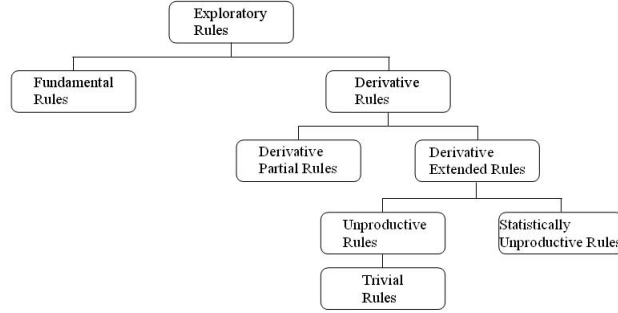 Exploratory
Rules
Fundamental
Rules
Derivative
Rules
Derivative
Partial Rules
Derivative
Extended Rules
Unproductive
Rules
Statistically
Unproductive Rules
Trivial
Rules